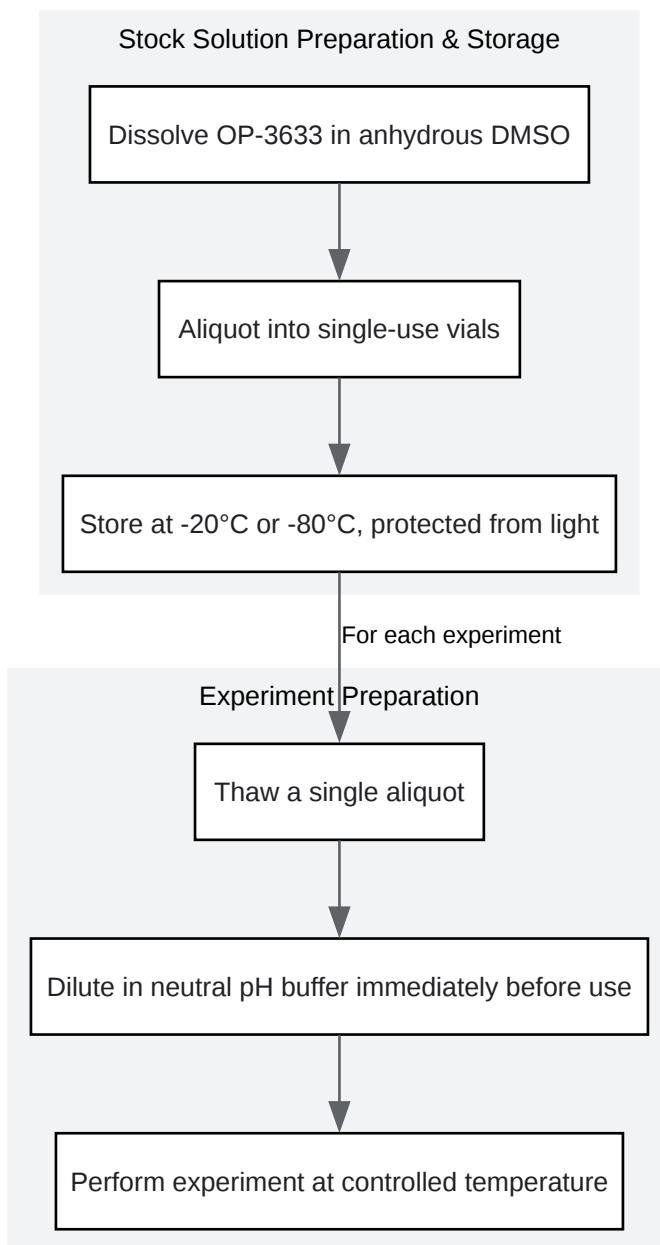 Stock Solution Preparation & Storage
Dissolve OP-3633 in anhydrous DMSO
Aliquot into single-use vials
Store at -20°C or -80°C, protected from light
For each experiment
Experiment Preparation
Thaw a single aliquot
Dilute in neutral pH buffer immediately before use
Perform experiment at controlled temperature